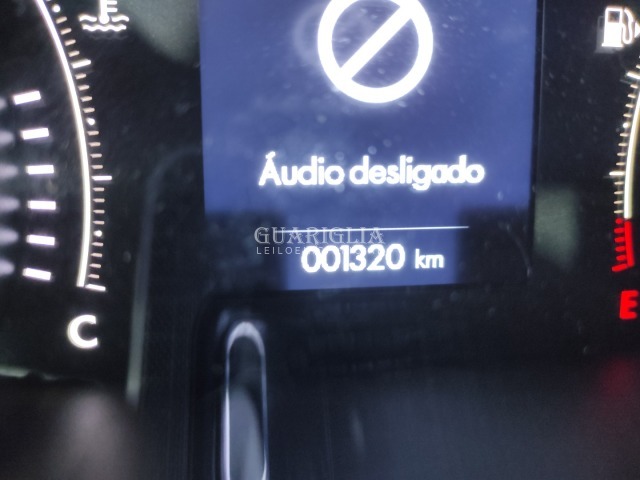 Áudio desligado
GUARIGLIA
001320 km
C
E